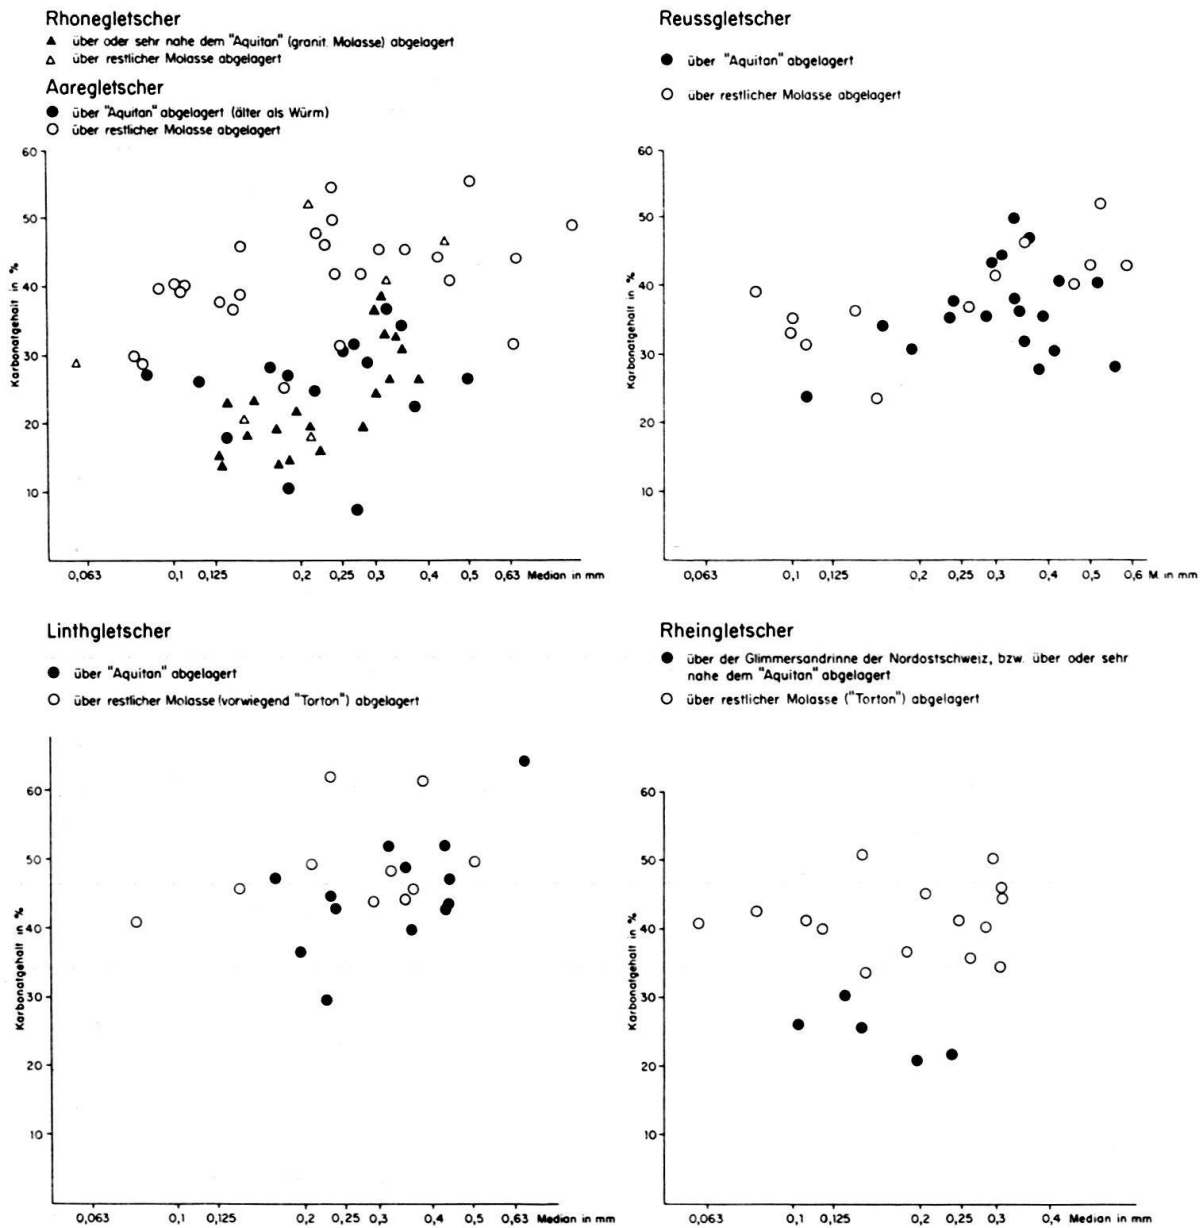 Rhonegletscher
▲ über oder sehr nahe dem "Aquitan" (granit. Molasse) abgelagert
△ über restlicher Molasse abgelagert
Aaregletscher
● über "Aquitan" abgelagert (älter als Würm)
○ über restlicher Molasse abgelagert
60
50
40
30
20
10
Karbonatgehalt in %
0,063 0,1 0,125 0,2 0,25 0,3 0,4 0,5 0,63 Median in mm
Reussgletscher
● über "Aquitan" abgelagert
○ über restlicher Molasse abgelagert
60
50
40
30
20
10
Karbonatgehalt in %
0,063 0,1 0,125 0,2 0,25 0,3 0,4 0,5 0,6 M. in mm
Linthgletscher
● über "Aquitan" abgelagert
○ über restlicher Molasse (vorwiegend "Torton") abgelagert
60
50
40
30
20
10
Karbonatgehalt in %
0,063 0,1 0,125 0,2 0,25 0,3 0,4 0,5 0,63 Median in mm
Rheingletscher
● über der Glimmersandrinne der Nordostschweiz, bzw. über oder sehr
nahe dem "Aquitan" abgelagert
○ über restlicher Molasse ("Torton") abgelagert
60
50
40
30
20
10
Karbonatgehalt in %
0,063 0,1 0,125 0,2 0,25 0,3 0,4 Median in mm